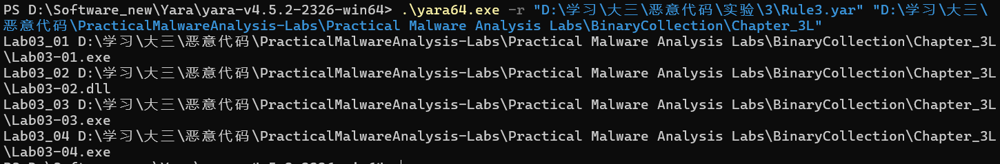 PS D:\Software_new\Yara\yara-v4.5.2-2326-win64> .\yara64.exe -r "D:\学习\大三\恶意代码\实验\3\Rule3.yar" "D:\学习\大三\
恶意代码\PracticalMalwareAnalysis-Labs\Practical Malware Analysis Labs\BinaryCollection\Chapter_3L"
Lab03_01 D:\学习\大三\恶意代码\PracticalMalwareAnalysis-Labs\Practical Malware Analysis Labs\BinaryCollection\Chapter_3L
\Lab03-01.exe
Lab03_02 D:\学习\大三\恶意代码\PracticalMalwareAnalysis-Labs\Practical Malware Analysis Labs\BinaryCollection\Chapter_3L
\Lab03-02.dll
Lab03_03 D:\学习\大三\恶意代码\PracticalMalwareAnalysis-Labs\Practical Malware Analysis Labs\BinaryCollection\Chapter_3L
\Lab03-03.exe
Lab03_04 D:\学习\大三\恶意代码\PracticalMalwareAnalysis-Labs\Practical Malware Analysis Labs\BinaryCollection\Chapter_3L
\Lab03-04.exe